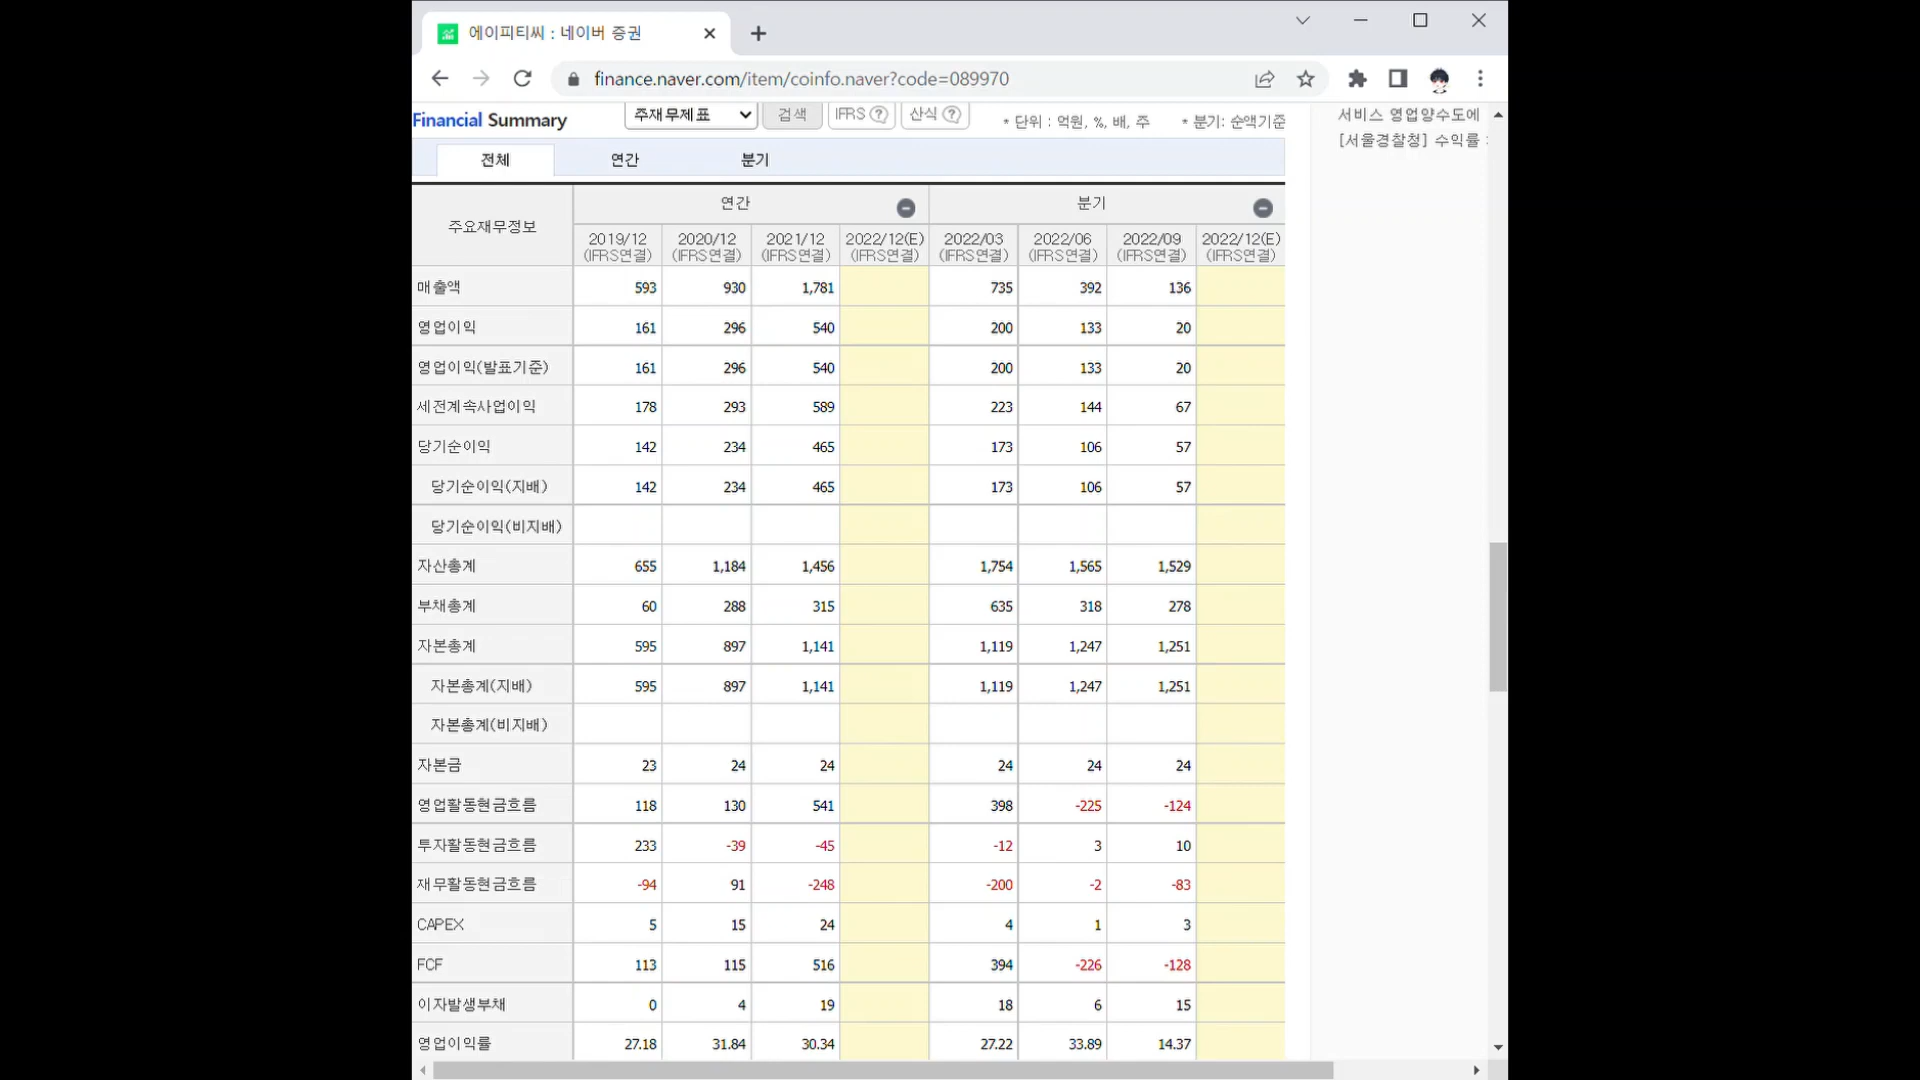 에이피티씨 : 네이버 증권
finance.naver.com/item/coinfo.naver?code=089970
Financial Summary 주재무제표 검색 IFRS ? 산식 ? * 단위 : 억원, %, 배, 주 * 분기: 순액기준
서비스 영업양수도에
[서울경찰청] 수익률
전체 연간 분기
주요재무정보 연간 분기
2019/12 2020/12 2021/12 2022/12(E) 2022/03 2022/06 2022/09 2022/12(E)
(IFRS연결) (IFRS연결) (IFRS연결) (IFRS연결) (IFRS연결) (IFRS연결) (IFRS연결) (IFRS연결)
매출액 593 930 1,781 735 392 136
영업이익 161 296 540 200 133 20
영업이익(발표기준) 161 296 540 200 133 20
세전계속사업이익 178 293 589 223 144 67
당기순이익 142 234 465 173 106 57
당기순이익(지배) 142 234 465 173 106 57
당기순이익(비지배)
자산총계 655 1,184 1,456 1,754 1,565 1,529
부채총계 60 288 315 635 318 278
자본총계 595 897 1,141 1,119 1,247 1,251
자본총계(지배) 595 897 1,141 1,119 1,247 1,251
자본총계(비지배)
자본금 23 24 24 24 24 24
영업활동현금흐름 118 130 541 398 -225 -124
투자활동현금흐름 233 -39 -45 -12 3 10
재무활동현금흐름 -94 91 -248 -200 -2 -83
CAPEX 5 15 24 4 1 3
FCF 113 115 516 394 -226 -128
이자발생부채 0 4 19 18 6 15
영업이익률 27.18 31.84 30.34 27.22 33.89 14.37